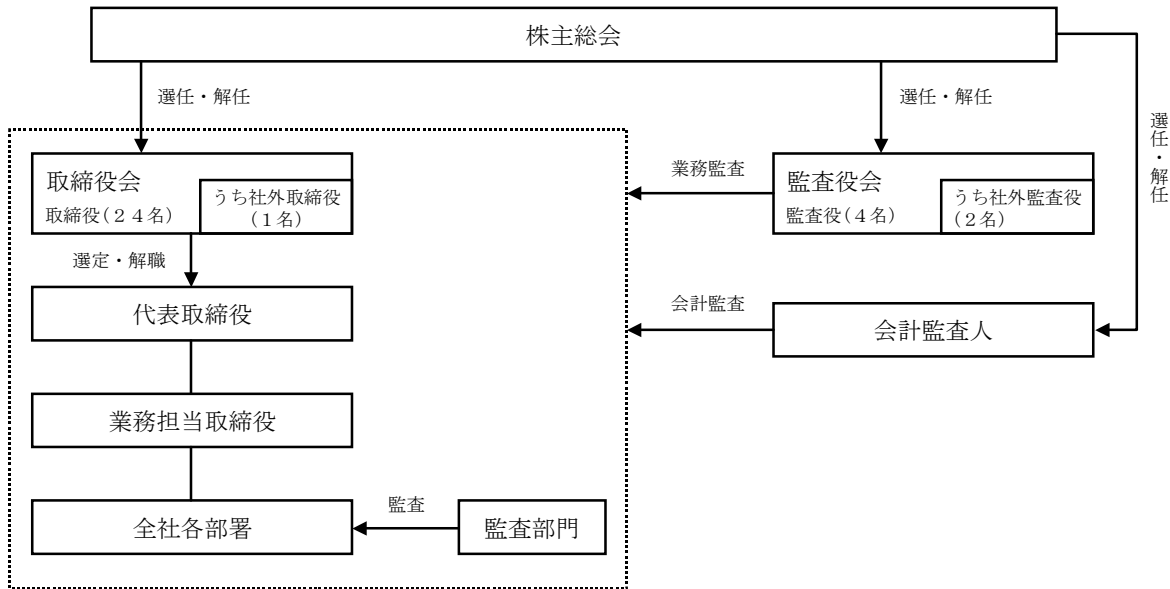 株主総会
選任・解任
選任・解任
選任・解任
取締役会
取締役(24名)
うち社外取締役
(1名)
業務監査
監査役会
監査役(4名)
うち社外監査役
(2名)
選定・解職
代表取締役
会計監査
会計監査人
業務担当取締役
全社各部署
監査
監査部門